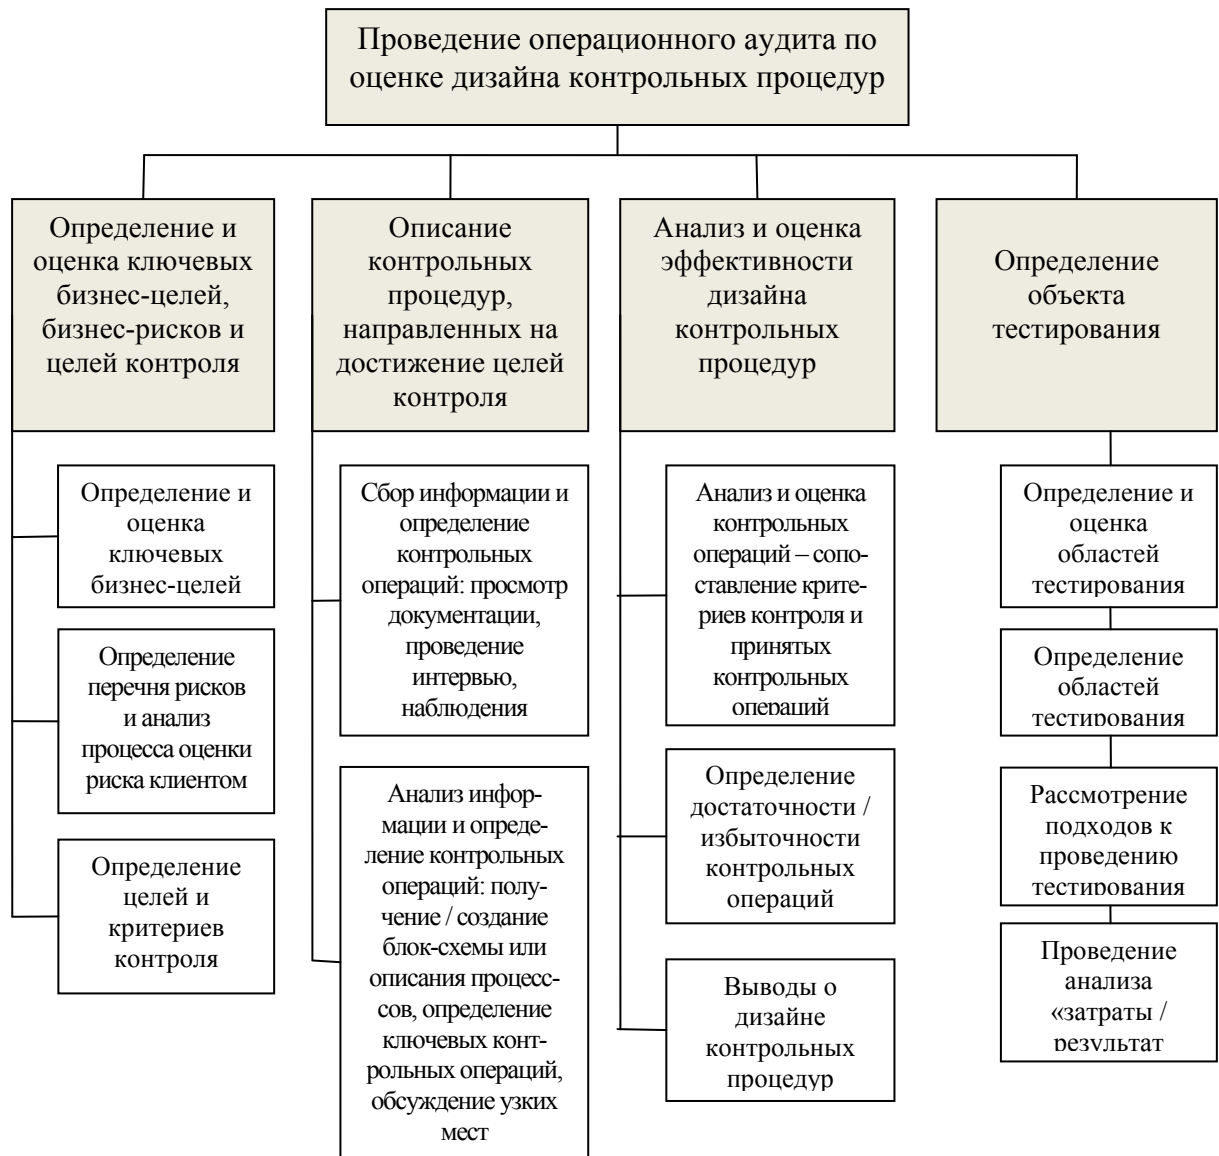 Проведение операционного аудита по
оценке дизайна контрольных процедур
Определение и
оценка ключевых
бизнес-целей,
бизнес-рисков и
целей контроля
Определение и
оценка
ключевых
бизнес-целей
Определение
перечня рисков
и анализ
процесса оценки
риска клиентом
Определение
целей и
критериев
контроля
Описание
контрольных
процедур,
направленных на
достижение целей
контроля
Сбор информации и
определение
контрольных
операций: просмотр
документации,
проведение
интервью,
наблюдения
Анализ инфор-
мации и опреде-
ление контрольных
операций: полу-
чение / создание
блок-схемы или
описания процесс-
сов, определение
ключевых конт-
рольных операций,
обсуждение узких
мест
Анализ и оценка
эффективности
дизайна
контрольных
процедур
Анализ и оценка
контрольных
операций – сопо-
ставление крите-
риев контроля и
принятых
контрольных
операций
Определение
достаточности /
избыточности
контрольных
операций
Выводы о
дизайне
контрольных
процедур
Определение
объекта
тестирования
Определение и
оценка
областей
тестирования
Определение
областей
тестирования
Рассмотрение
подходов к
проведению
тестирования
Проведение
анализа
«затраты /
результат